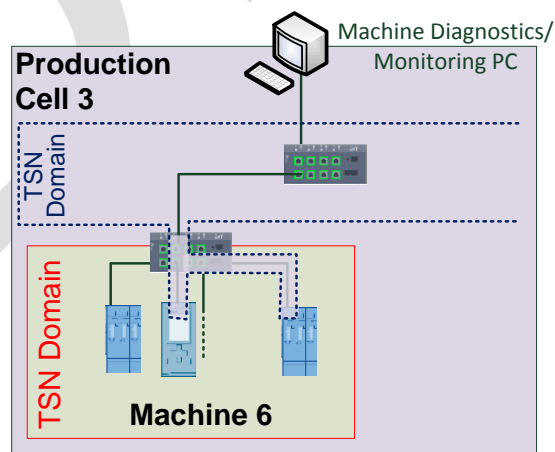 Machine Diagnostics/
Monitoring PC
Production
Cell 3
TSN
Domain
TSN Domain
Machine 6